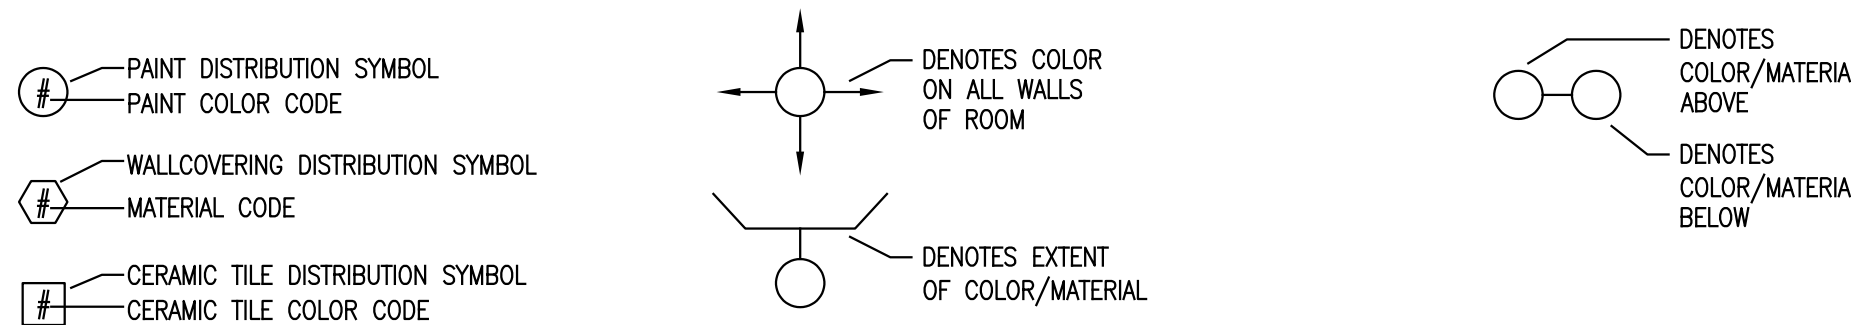 # PAINT DISTRIBUTION SYMBOL
PAINT COLOR CODE
# WALLCOVERING DISTRIBUTION SYMBOL
MATERIAL CODE
# CERAMIC TILE DISTRIBUTION SYMBOL
CERAMIC TILE COLOR CODE
DENOTES COLOR
ON ALL WALLS
OF ROOM
DENOTES EXTENT
OF COLOR/MATERIAL
DENOTES
COLOR/MATERIA
ABOVE
DENOTES
COLOR/MATERIA
BELOW